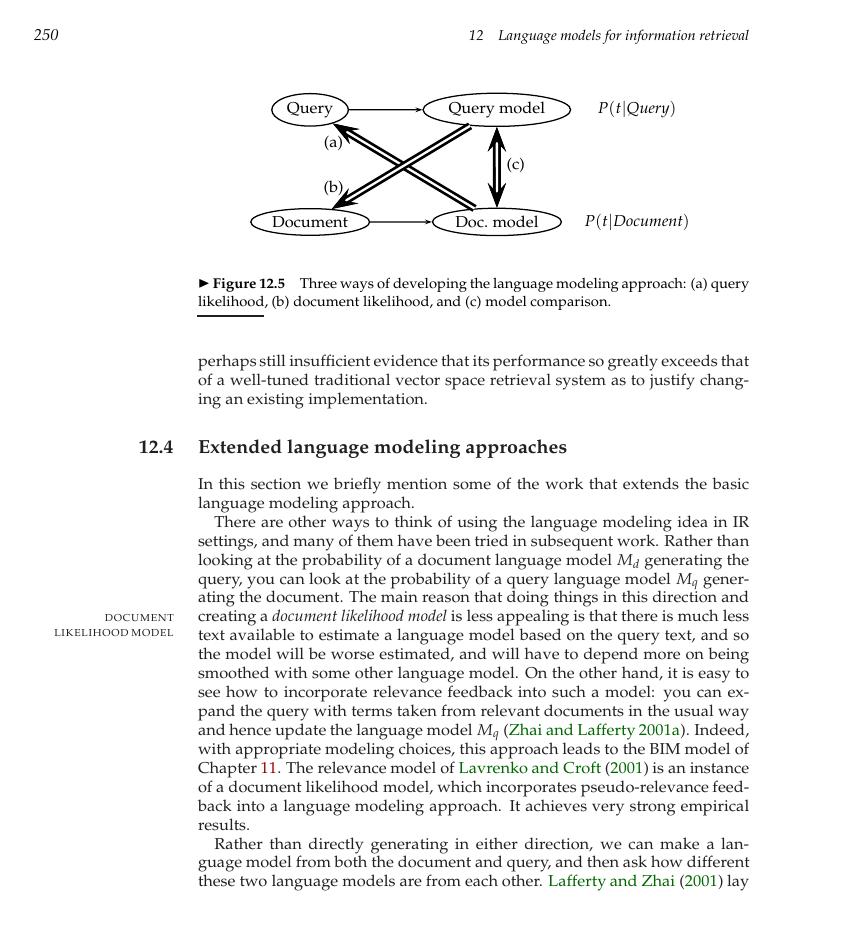 250
12 Language models for information retrieval
Query
Query model
P(t|Query)
(a)
(c)
(b)
Document
Doc. model
P(t|Document)
▶ Figure 12.5 Three ways of developing the language modeling approach: (a) query
likelihood, (b) document likelihood, and (c) model comparison.
perhaps still insufficient evidence that its performance so greatly exceeds that
of a well-tuned traditional vector space retrieval system as to justify chang-
ing an existing implementation.
12.4 Extended language modeling approaches
In this section we briefly mention some of the work that extends the basic
language modeling approach.
There are other ways to think of using the language modeling idea in IR
settings, and many of them have been tried in subsequent work. Rather than
looking at the probability of a document language model Md generating the
query, you can look at the probability of a query language model Mq gener-
ating the document. The main reason that doing things in this direction and
DOCUMENT
LIKELIHOOD MODEL
creating a document likelihood model is less appealing is that there is much less
text available to estimate a language model based on the query text, and so
the model will be worse estimated, and will have to depend more on being
smoothed with some other language model. On the other hand, it is easy to
see how to incorporate relevance feedback into such a model: you can ex-
pand the query with terms taken from relevant documents in the usual way
and hence update the language model Mq (Zhai and Lafferty 2001a). Indeed,
with appropriate modeling choices, this approach leads to the BIM model of
Chapter 11. The relevance model of Lavrenko and Croft (2001) is an instance
of a document likelihood model, which incorporates pseudo-relevance feed-
back into a language modeling approach. It achieves very strong empirical
results.
Rather than directly generating in either direction, we can make a lan-
guage model from both the document and query, and then ask how different
these two language models are from each other. Lafferty and Zhai (2001) lay